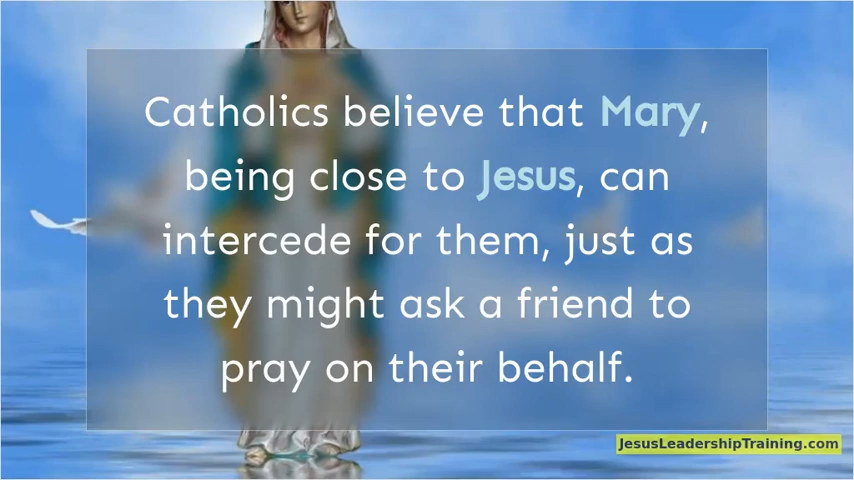 Catholics believe that Mary,
being close to Jesus, can
intercede for them, just as
they might ask a friend to
pray on their behalf.
JesusLeadershipTraining.com